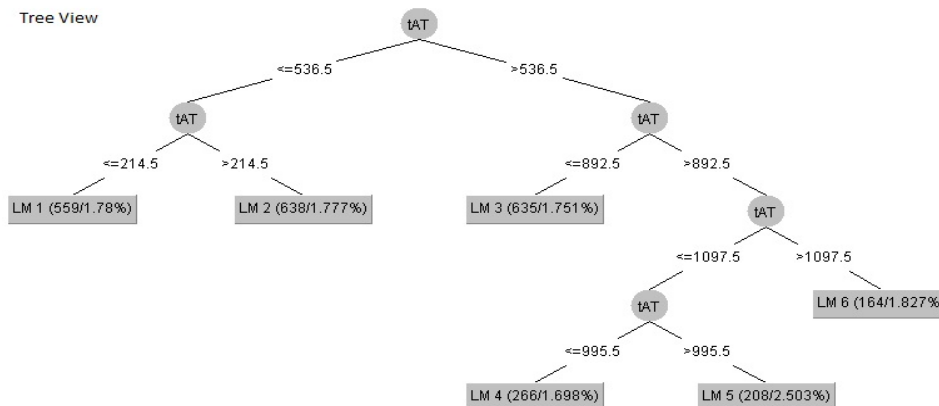 Tree View
tAT
<=536.5 >536.5
tAT tAT
<=214.5 >214.5 <=892.5 >892.5
LM 1 (559/1.78%) LM 2 (638/1.777%) LM 3 (635/1.751%) tAT
<=1097.5 >1097.5
tAT LM 6 (164/1.827%
<=995.5 >995.5
LM 4 (266/1.698%) LM 5 (208/2.503%)